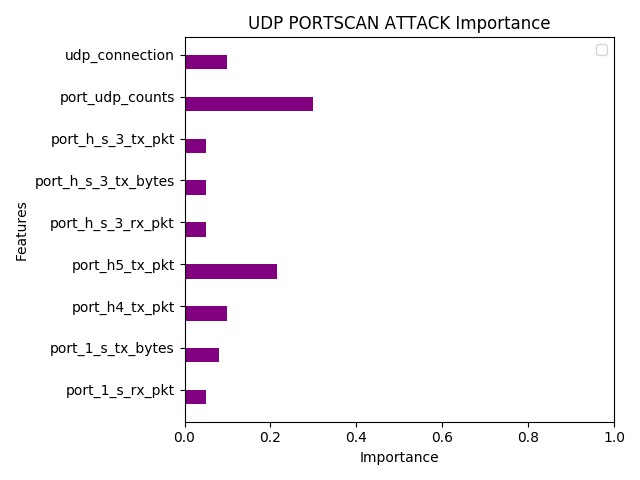 UDP PORTSCAN ATTACK Importance
udp_connection
port_udp_counts
port_h_s_3_tx_pkt
port_h_s_3_tx_bytes
port_h_s_3_rx_pkt
port_h5_tx_pkt
port_h4_tx_pkt
port_1_s_tx_bytes
port_1_s_rx_pkt
Features
0.0 0.2 0.4 0.6 0.8 1.0
Importance